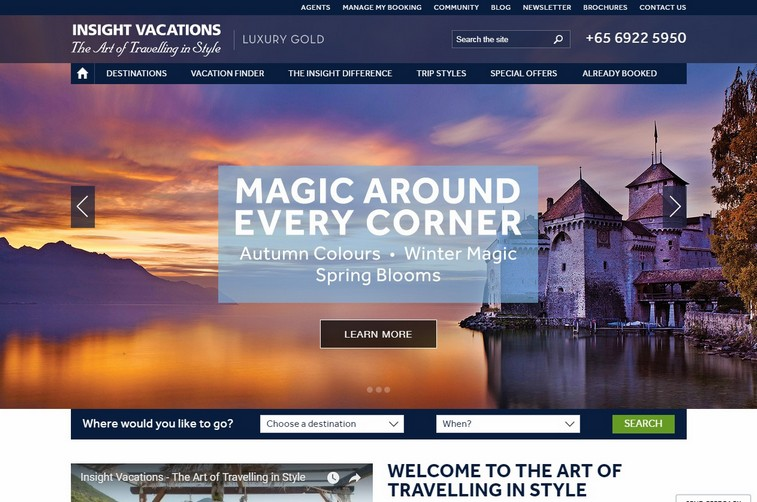 AGENTS MANAGE MY BOOKING COMMUNITY BLOG NEWSLETTER BROCHURES CONTACT US
INSIGHT VACATIONS
The Art of Travelling in Style
LUXURY GOLD
Search the site
+65 6922 5950
DESTINATIONS VACATION FINDER THE INSIGHT DIFFERENCE TRIP STYLES SPECIAL OFFERS ALREADY BOOKED
MAGIC AROUND
EVERY CORNER
Autumn Colours • Winter Magic
Spring Blooms
LEARN MORE
Where would you like to go? Choose a destination When? SEARCH
Insight Vacations - The Art of Travelling in Style
WELCOME TO THE ART OF
TRAVELLING IN STYLE